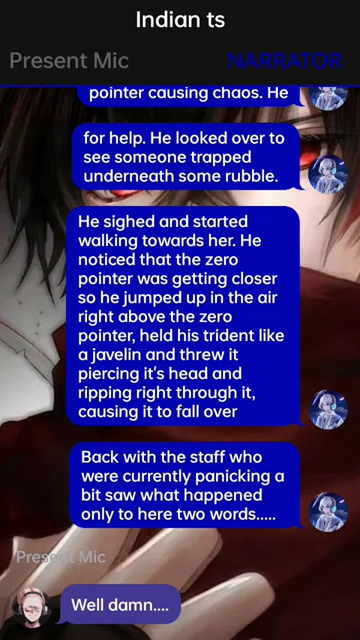 Indian ts
Present Mic
NARRATOR
pointer causing chaos. He
for help. He looked over to
see someone trapped
underneath some rubble.
He sighed and started
walking towards her. He
noticed that the zero
pointer was getting closer
so he jumped up in the air
right above the zero
pointer, held his trident like
a javelin and threw it
piercing it's head and
ripping right through it,
causing it to fall over
Back with the staff who
were currently panicking a
bit saw what happened
only to here two words.....
Present Mic
Well damn....